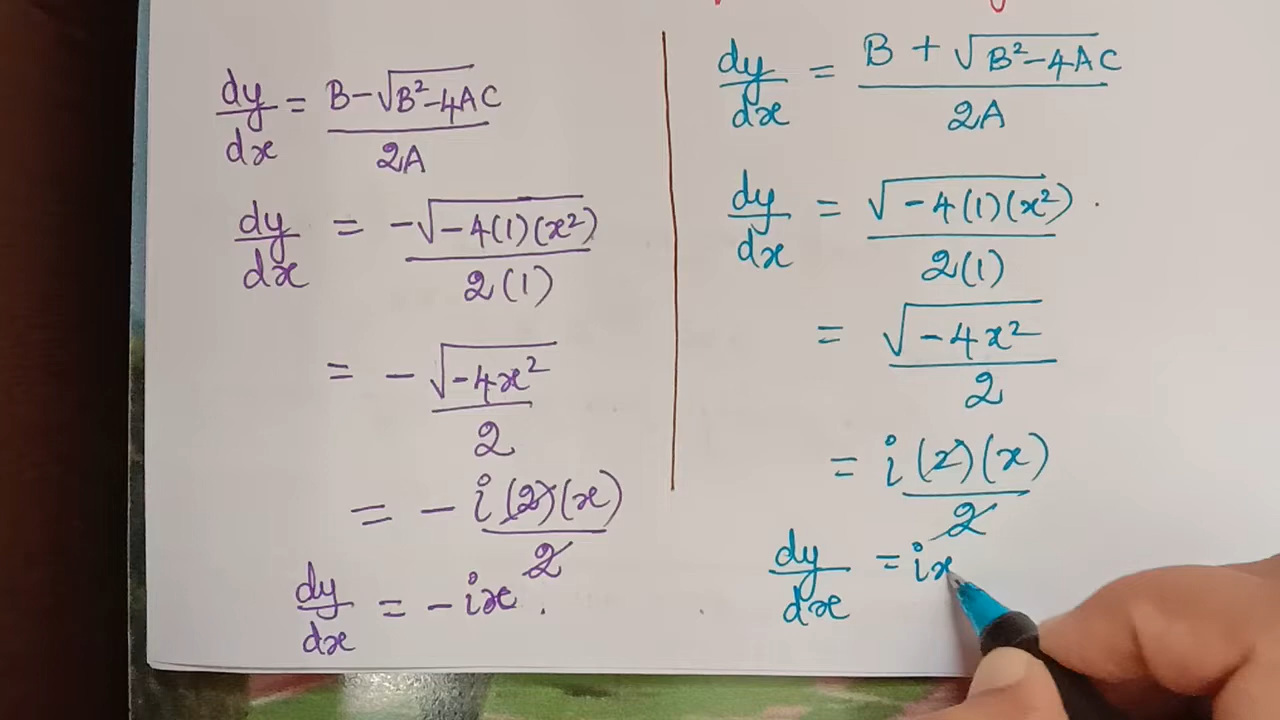 dy/dx = (B - √(B² - 4AC))/2A
dy/dx = -√(-4(1)(x²))/2(1)
= -√(-4x²)/2
= - i(2)(x)/2
dy/dx = - ix .
dy/dx = (B + √(B² - 4AC))/2A
dy/dx = √(-4(1)(x²))/2(1) .
= √(-4x²)/2
= i(2)(x)/2
dy/dx = ix